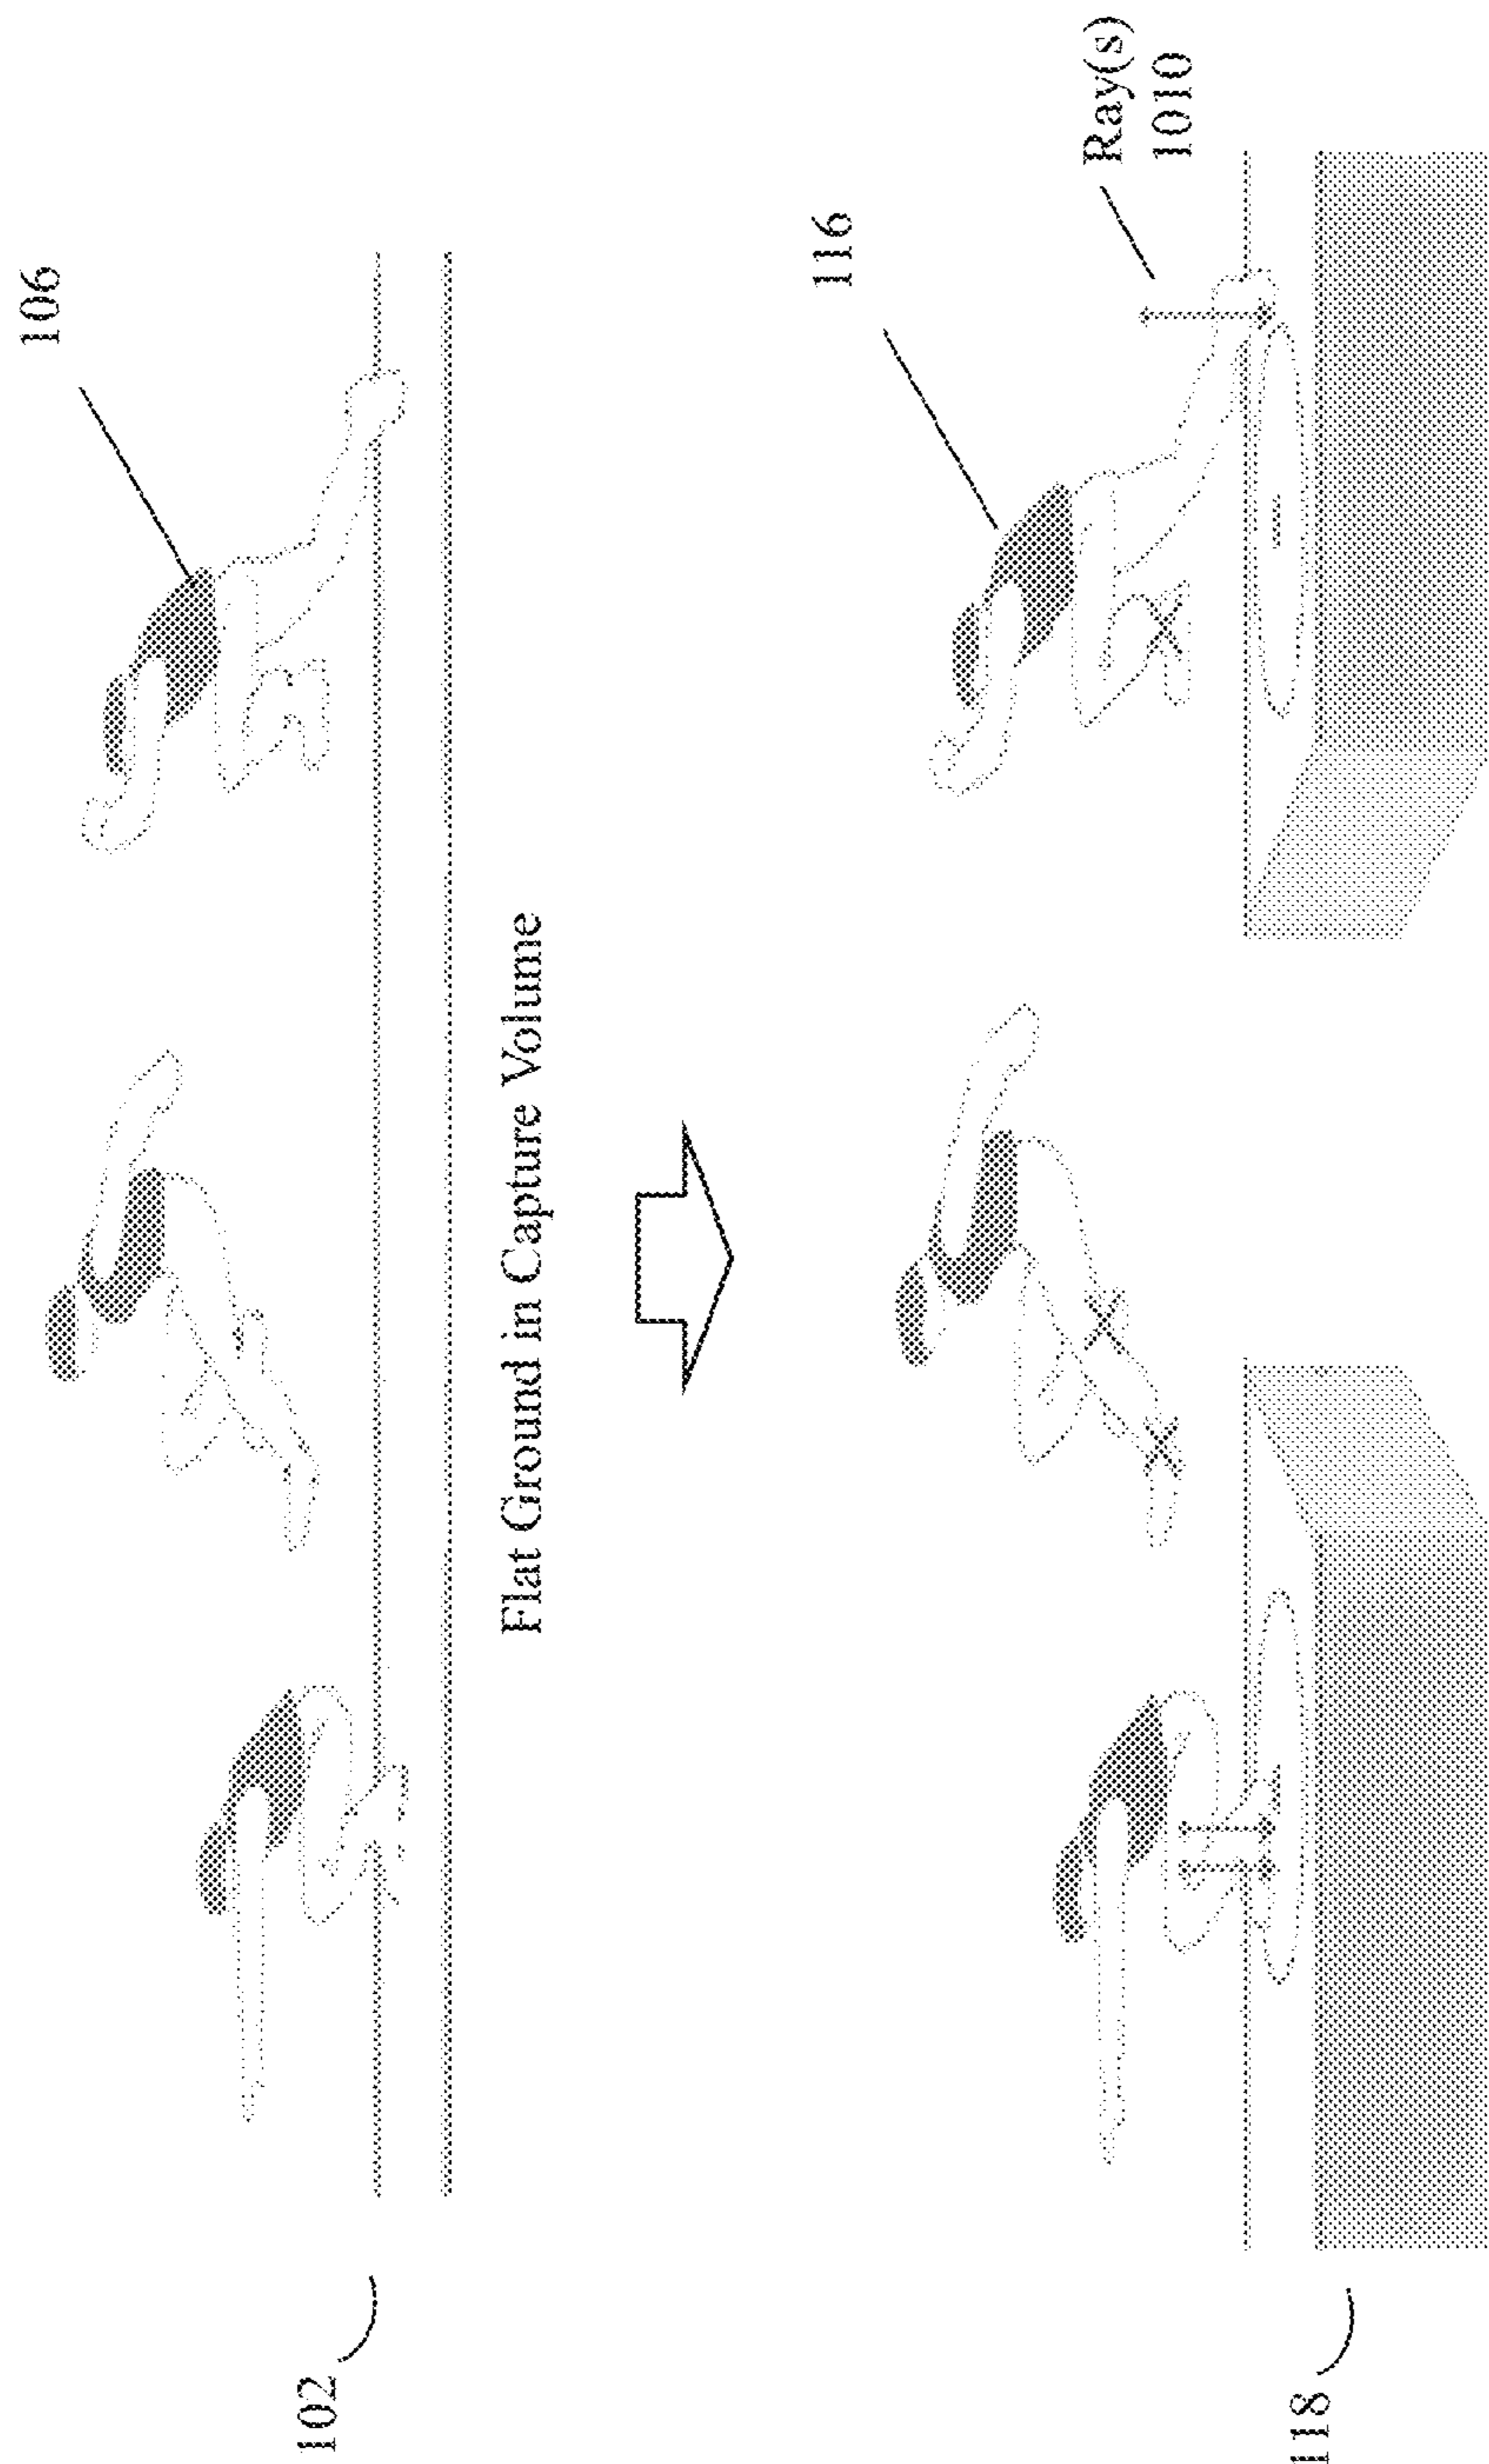 106
102
Flat Ground in Capture Volume
116
Ray(s)
1010
118